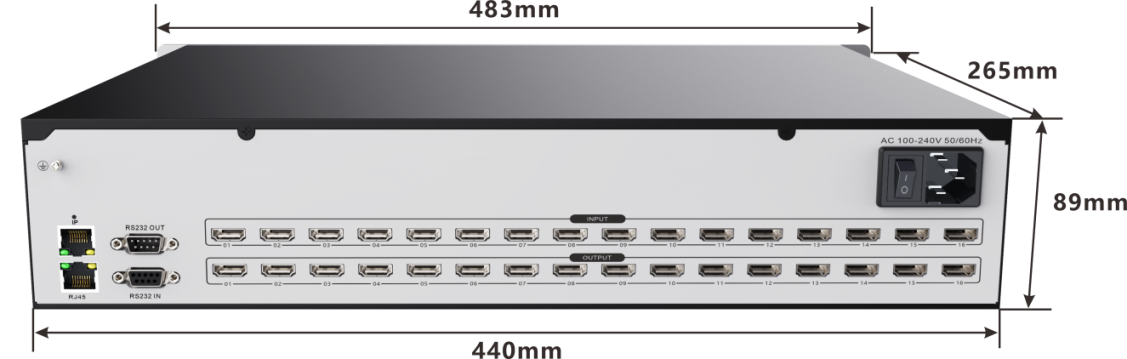 483mm
265mm
AC 100-240V 50/60Hz
89mm
IP
RS232 OUT
INPUT
01 02 03 04 05 06 07 08 09 10 11 12 13 14 15 16
OUTPUT
01 02 03 04 05 06 07 08 09 10 11 12 13 14 15 16
RJ45
RS232 IN
440mm